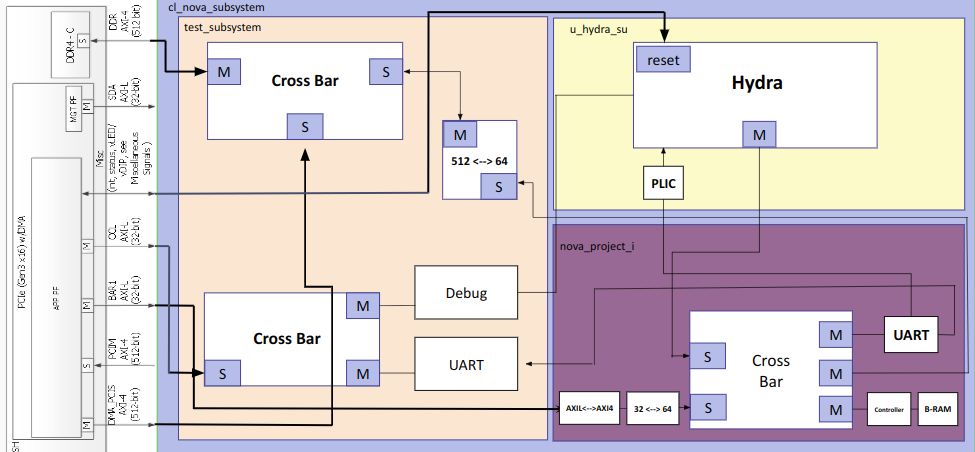 cl_nova_subsystem
test_subsystem
u_hydra_su
DDR
AXI-4
(512-bit)
DDR4 - C
S
M
Cross Bar
S
S
reset
Hydra
M
MGT PF
M
SDA
AXI-L
(32-bit)
M
512 <--> 64
S
Misc
(int, status, vLED/
vDIP, see
Miscellaneous
Signals )
PLIC
nova_project_i
PCIe (Gen3 x16) w/DMA
APP PF
M
OCL
AXI-L
(32-bit)
M
BAR1
AXI-L
(32-bit)
S
PCIM
AXI-4
(512-bit)
M
DMA_PCIS
AXI-4
(512-bit)
SH
Cross Bar
M
S
M
Debug
UART
S
Cross
Bar
S
M
M
M
UART
AXIL<->AXI4
32 <--> 64
Controller
B-RAM